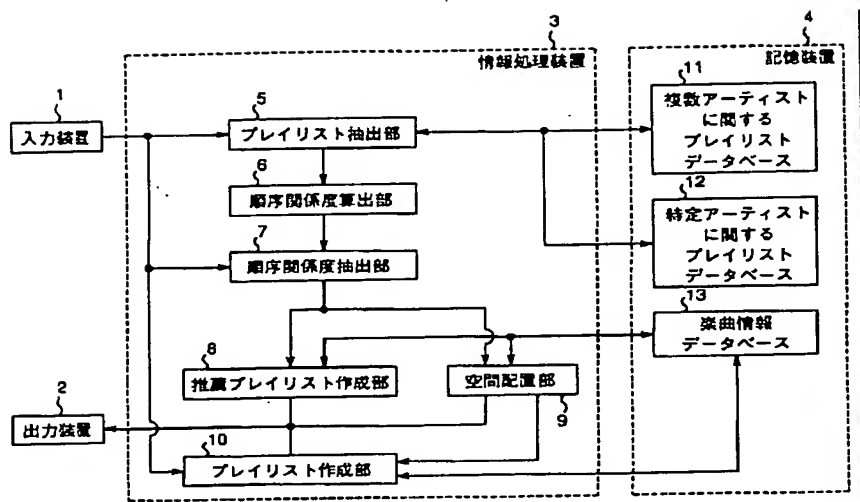 3
情報処理装置
4
記憶装置
1
入力装置
5
プレイリスト抽出部
6
順序関係度算出部
7
順序関係度抽出部
8
推薦プレイリスト作成部
空間配置部
9
2
出力装置
10
プレイリスト作成部
11
複数アーティスト
に関する
プレイリスト
データベース
12
特定アーティスト
に関する
プレイリスト
データベース
13
楽曲情報
データベース